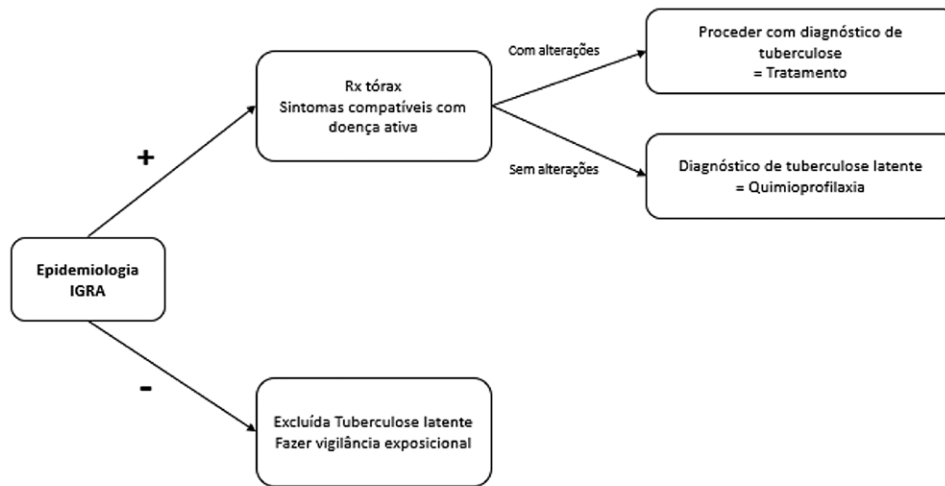 Proceder com diagnóstico de
tuberculose
= Tratamento
Com alterações
Rx tórax
Sintomas compatíveis com
doença ativa
+
Sem alterações
Diagnóstico de tuberculose latente
= Quimioprofilaxia
Epidemiologia
IGRA
-
Excluída Tuberculose latente
Fazer vigilância exposicional